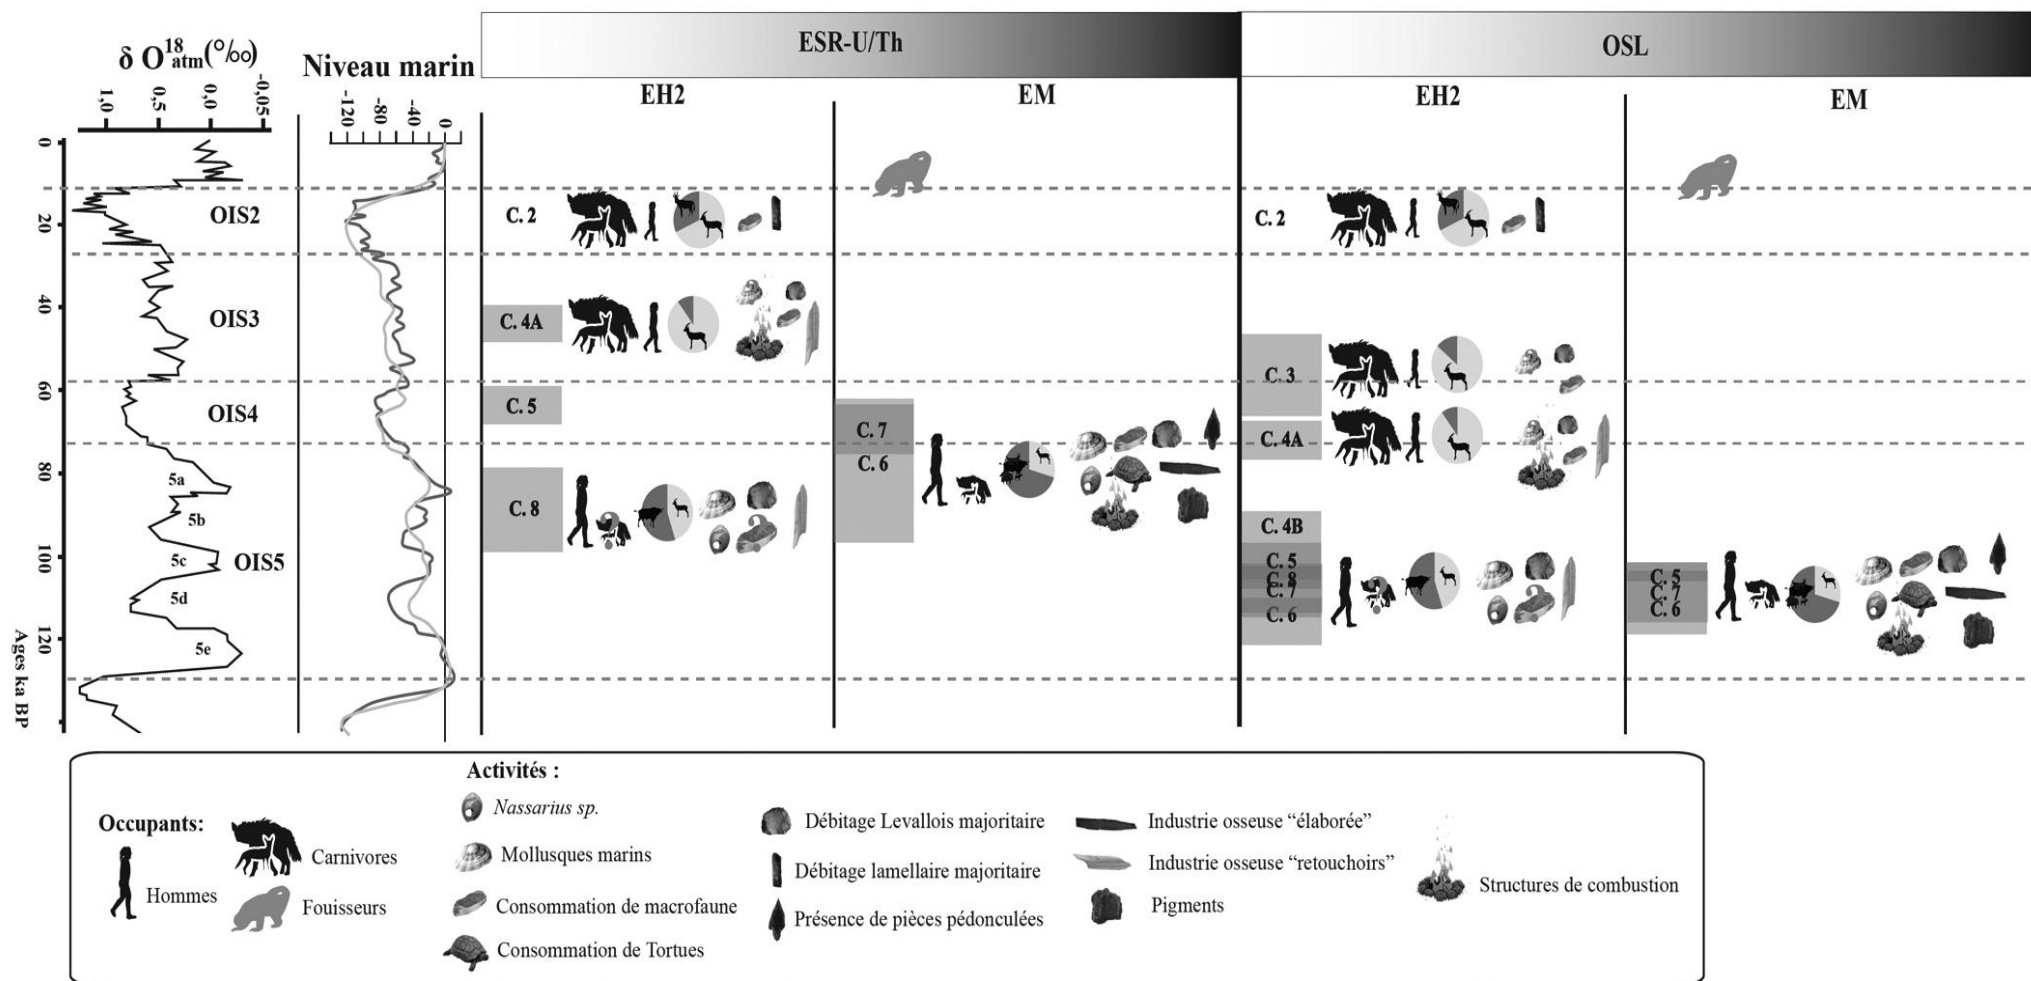 ESR-U/Th
OSL
δ O¹⁸atm(°/oo)
Niveau marin
EH2
EM
EH2
EM
1,0
0,5
0,0
-0,05
-120
-80
-40
0
0
20
40
60
80
100
120
Ages ka BP
OIS2
OIS3
OIS4
5a
5b
5c
OIS5
5d
5e
C. 2
C. 4A
C. 5
C. 8
C. 7
C. 6
C. 2
C. 3
C. 4A
C. 4B
C. 5
C. 8
C. 7
C. 6
C. 5
C. 7
C. 6
Occupants:
Hommes
Carnivores
Fouisseurs
Activités :
Nassarius sp.
Mollusques marins
Consommation de macrofaune
Consommation de Tortues
Débitage Levallois majoritaire
Débitage lamellaire majoritaire
Présence de pièces pédonculées
Industrie osseuse “élaborée”
Industrie osseuse “retouchoirs”
Pigments
Structures de combustion